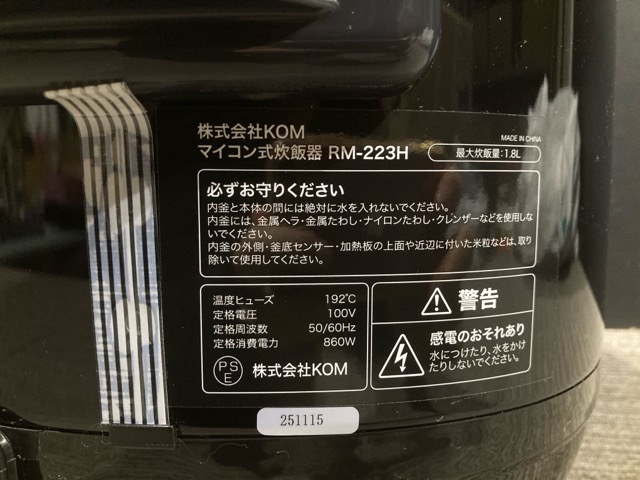 株式会社KOM
MADE IN CHINA
マイコン式炊飯器 RM-223H
最大炊飯量:1.8L
必ずお守りください
内釜と本体の間には絶対に水を入れないでください。
内釜には、金属ヘラ・金属たわし・ナイロンたわし・クレンザーなどを使用しな
いでください。
内釜の外側・釜底センサー・加熱板の上面や近辺に付いた米粒などは、取り
除いて使用してください。
温度ヒューズ 192℃
定格電圧 100V
定格周波数 50/60Hz
定格消費電力 860W
PSE 株式会社KOM
警告
感電のおそれあり
水につけたり、水をかけ
たりしないでください。
251115